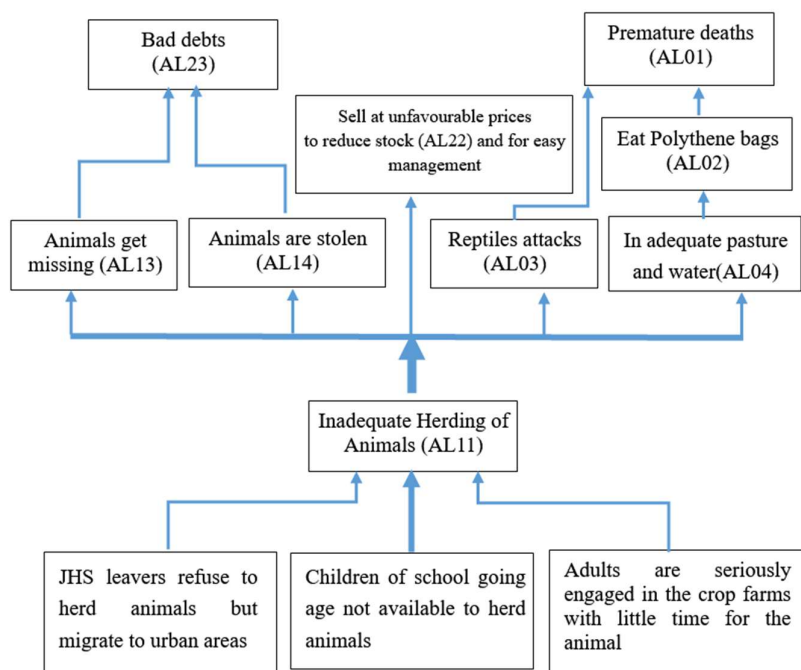 Bad debts
(AL23)
Premature deaths
(AL01)
Sell at unfavourable prices
to reduce stock (AL22) and for easy
management
Eat Polythene bags
(AL02)
Animals get
missing (AL13)
Animals are stolen
(AL14)
Reptiles attacks
(AL03)
In adequate pasture
and water(AL04)
Inadequate Herding of
Animals (AL11)
JHS leavers refuse to
herd animals but
migrate to urban areas
Children of school going
age not available to herd
animals
Adults are seriously
engaged in the crop farms
with little time for the
animal